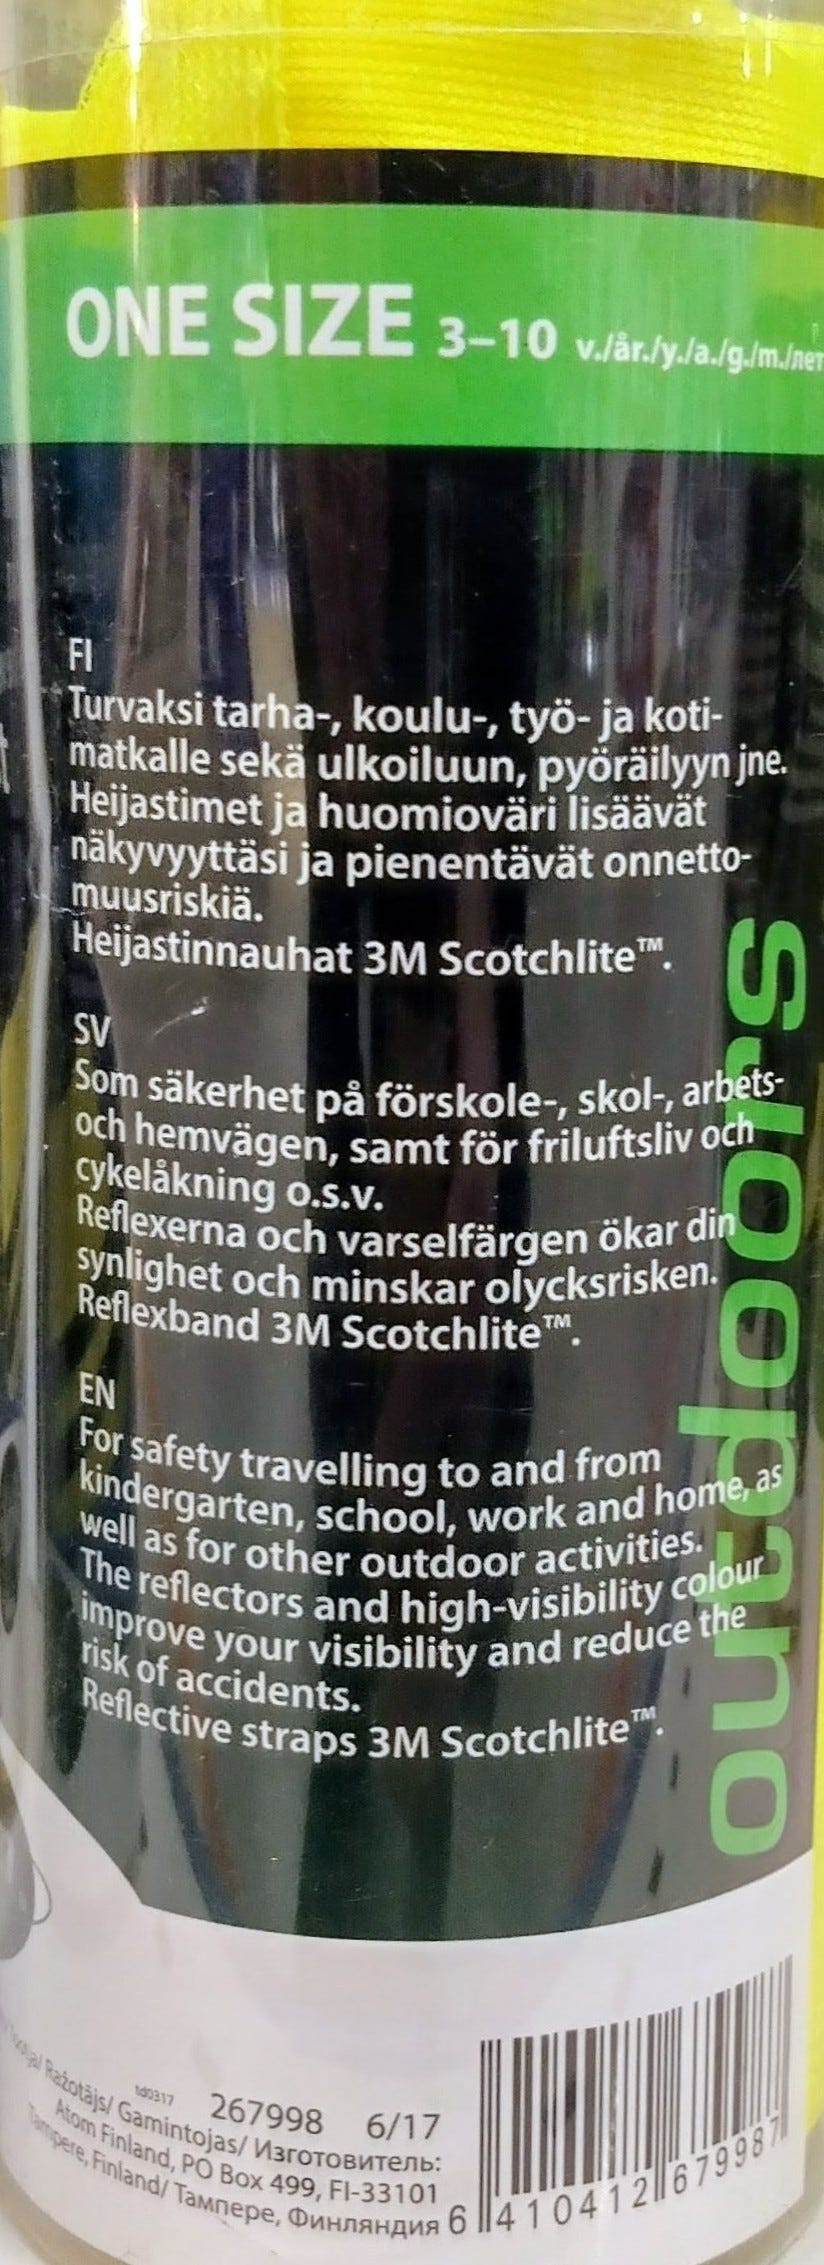 ONE SIZE 3–10 v./år./y./a./g./m./лет
FI
Turvaksi tarha-, koulu-, työ- ja koti-
matkalle sekä ulkoiluun, pyöräilyyn jne.
Heijastimet ja huomioväri lisäävät
näkyvyyttäsi ja pienentävät onnetto-
muusriskiä.
Heijastinnauhat 3M Scotchlite™.
SV
Som säkerhet på förskole-, skol-, arbets-
och hemvägen, samt för friluftsliv och
cykelåkning o.s.v.
Reflexerna och varselfärgen ökar din
synlighet och minskar olycksrisken.
Reflexband 3M Scotchlite™.
EN
For safety travelling to and from
kindergarten, school, work and home, as
well as for other outdoor activities.
The reflectors and high-visibility colour
improve your visibility and reduce the
risk of accidents.
Reflective straps 3M Scotchlite™.
outdoors
td0317 267998 6/17
Ražotājs/ Gamintojas/ Изготовитель:
Atom Finland, PO Box 499, FI-33101
Tampere, Finland/ Тампере, Финляндия
6 410412 679987